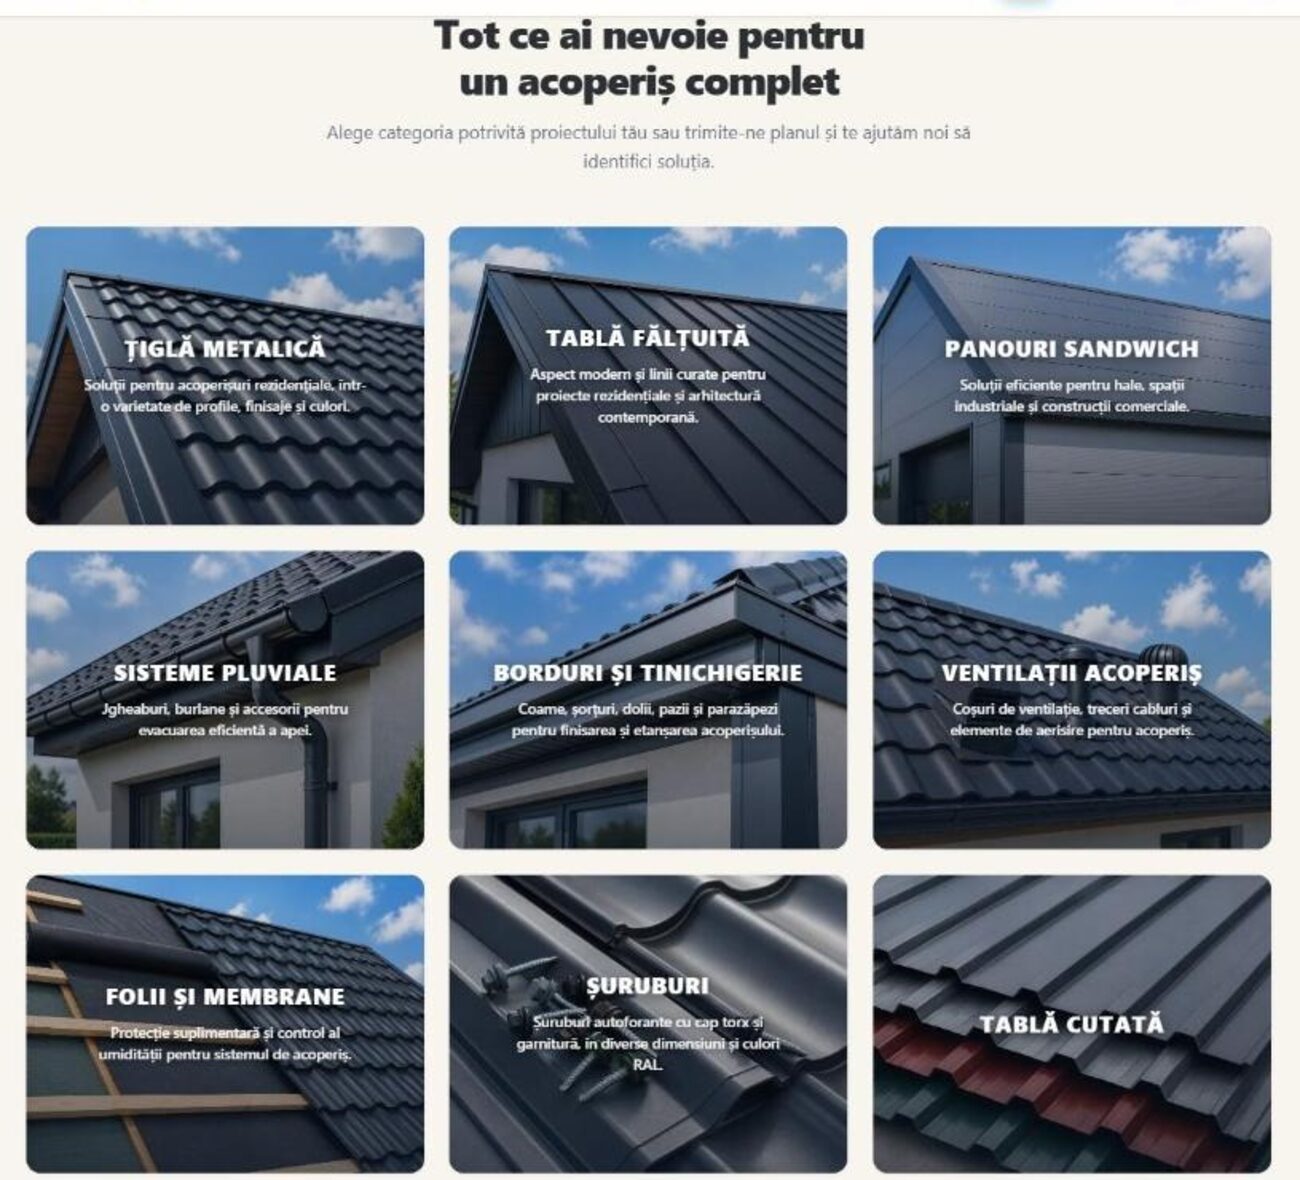 Tot ce ai nevoie pentru
un acoperiș complet
Alege categoria potrivită proiectului tău sau trimite-ne planul și te ajutăm noi să
identifici soluția.
ȚIGLĂ METALICĂ
Soluții pentru acoperișuri rezidențiale, într-
o varietate de profile, finisaje și culori.
TABLĂ FĂLȚUITĂ
Aspect modern și linii curate pentru
proiecte rezidențiale și arhitectură
contemporană.
PANOURI SANDWICH
Soluții eficiente pentru hale, spații
industriale și construcții comerciale.
SISTEME PLUVIALE
Jgheaburi, burlane și accesorii pentru
evacuarea eficientă a apei.
BORDURI ȘI TINICHIGERIE
Coame, șorțuri, dolii, pazii și parazăpezi
pentru finisarea și etanșarea acoperișului.
VENTILAȚII ACOPERIȘ
Coșuri de ventilație, treceri cabluri și
elemente de aerisire pentru acoperiș.
FOLII ȘI MEMBRANE
Protecție suplimentară și control al
umidității pentru sistemul de acoperiș.
ȘURUBURI
Șuruburi autoforante cu cap torx și
garnitură, în diverse dimensiuni și culori
RAL.
TABLĂ CUTATĂ